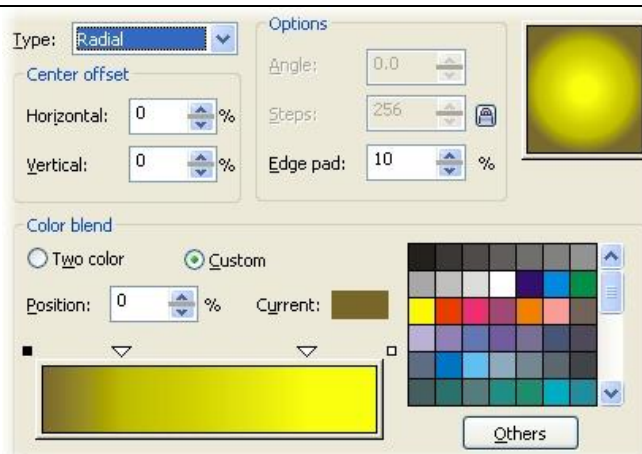 Type: Radial
Options
Center offset
Angle: 0.0
Horizontal: 0 %
Steps: 256
Vertical: 0 %
Edge pad: 10 %
Color blend
Two color Custom
Position: 0 % Current:
Others